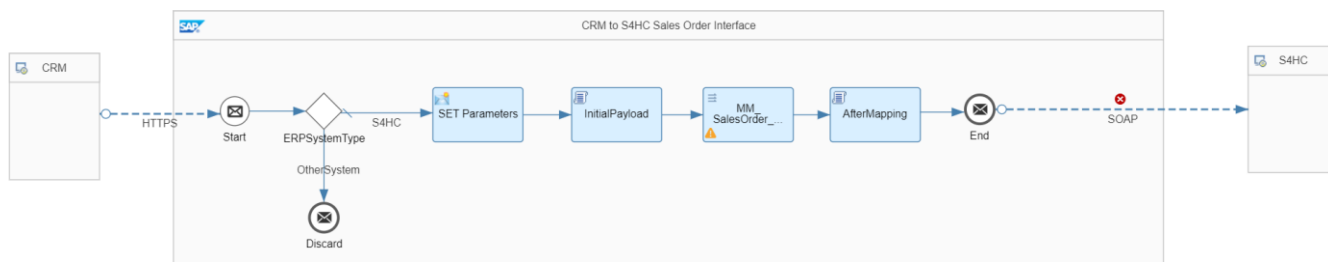 SAP
CRM to S4HC Sales Order Interface
CRM
S4HC
HTTPS
Start
ERPSystemType
S4HC
SET Parameters
InitialPayload
MM_
SalesOrder_...
AfterMapping
End
SOAP
OtherSystem
Discard